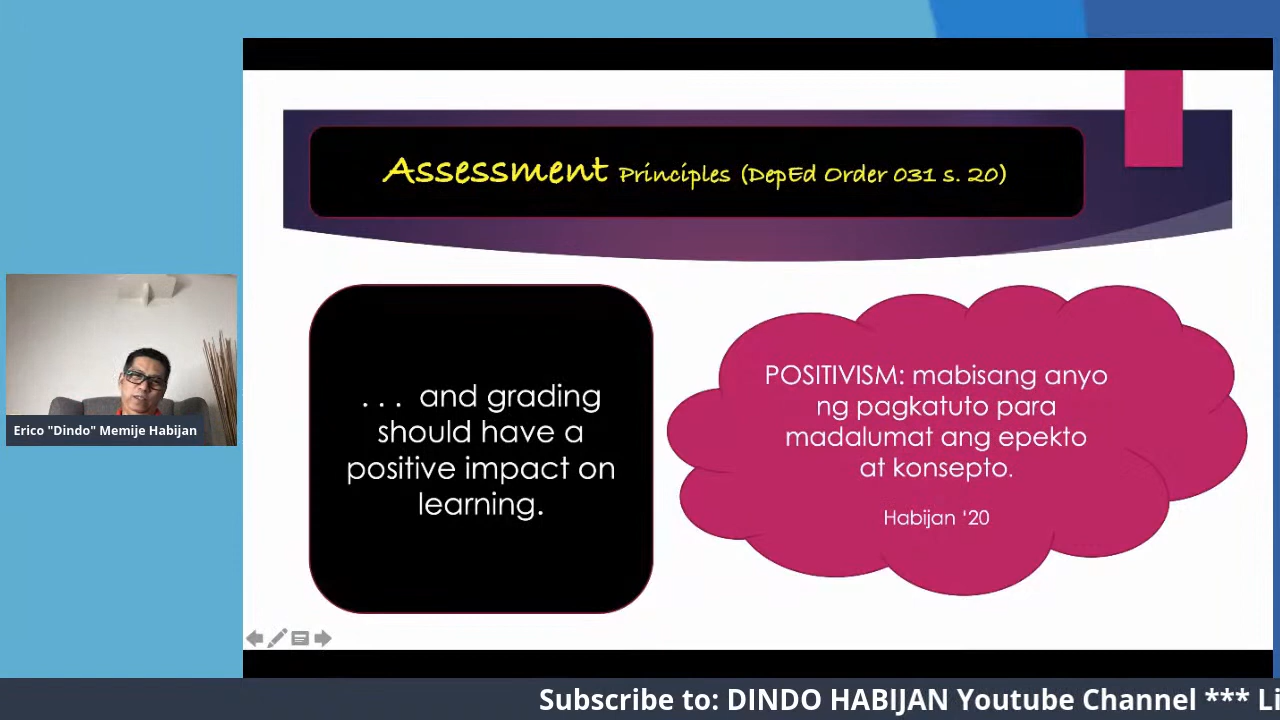 Assessment Principles (DepEd Order 031 s. 20)
. . . and grading
should have a
positive impact on
learning.
POSITIVISM: mabisang anyo
ng pagkatuto para
madalumat ang epekto
at konsepto.
Habijan ‘20
Erico "Dindo" Memije Habijan
Subscribe to: DINDO HABIJAN Youtube Channel *** Li